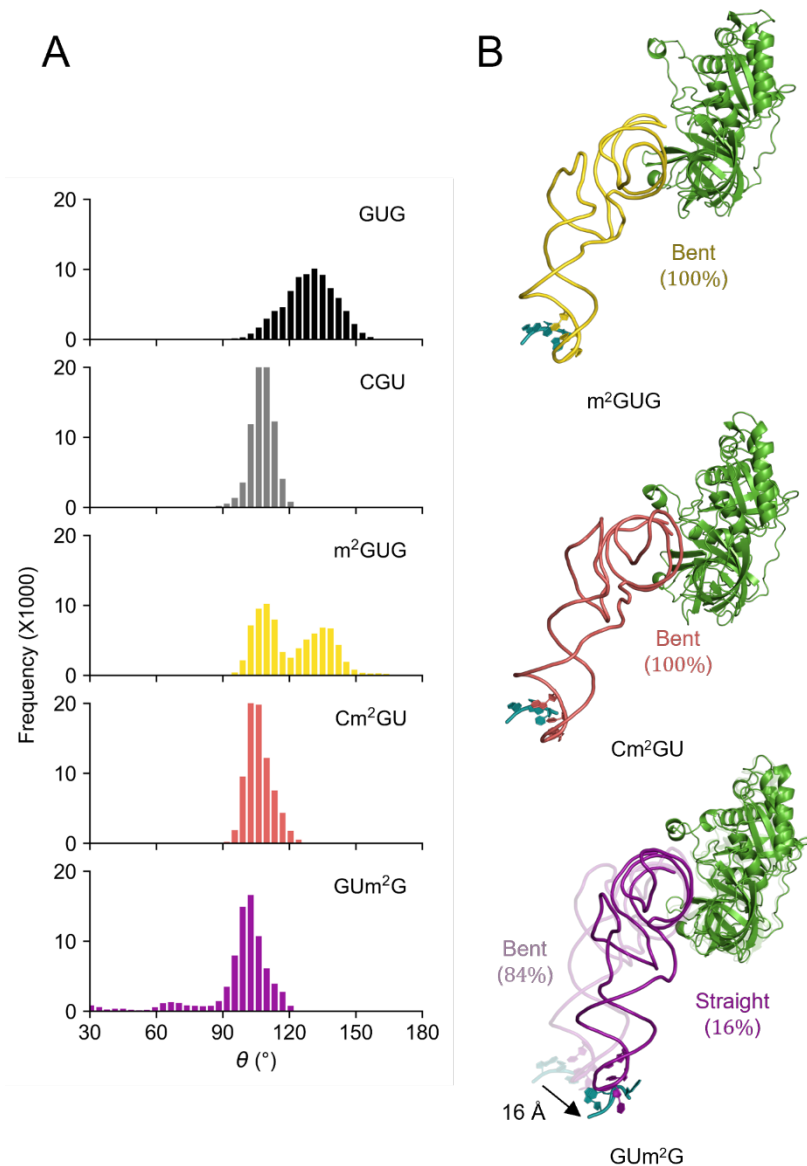 A
B
Frequency (X1000)
20
10
0
GUG
20
10
0
CGU
20
10
0
m²GUG
20
10
0
Cm²GU
20
10
0
GUm²G
30
60
90
120
150
180
θ (°)
Bent
(100%)
m²GUG
Bent
(100%)
Cm²GU
Bent
(84%)
Straight
(16%)
16 Å
GUm²G